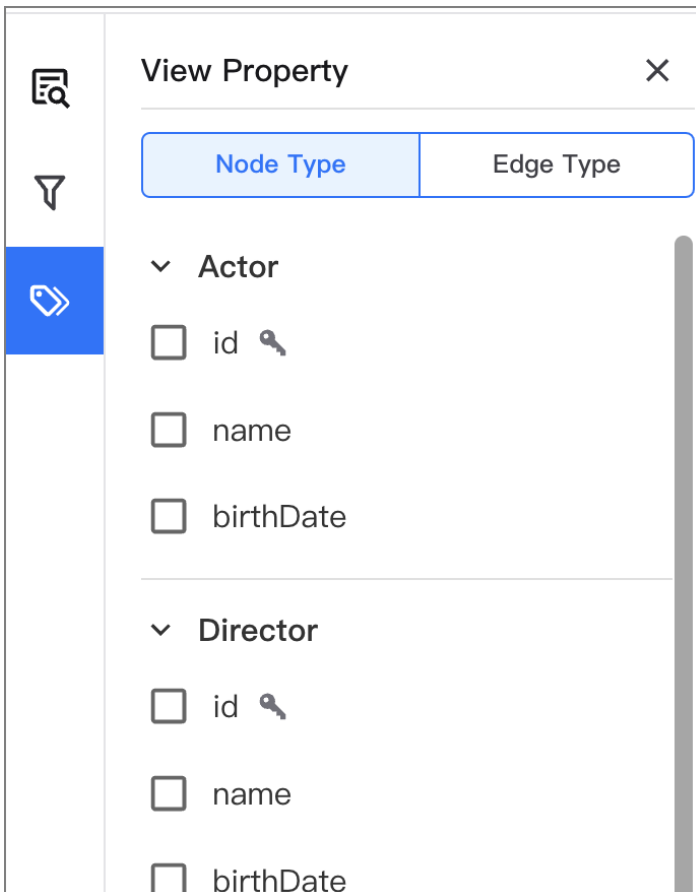 View Property
Node Type Edge Type
Actor
id
name
birthDate
Director
id
name
birthDate